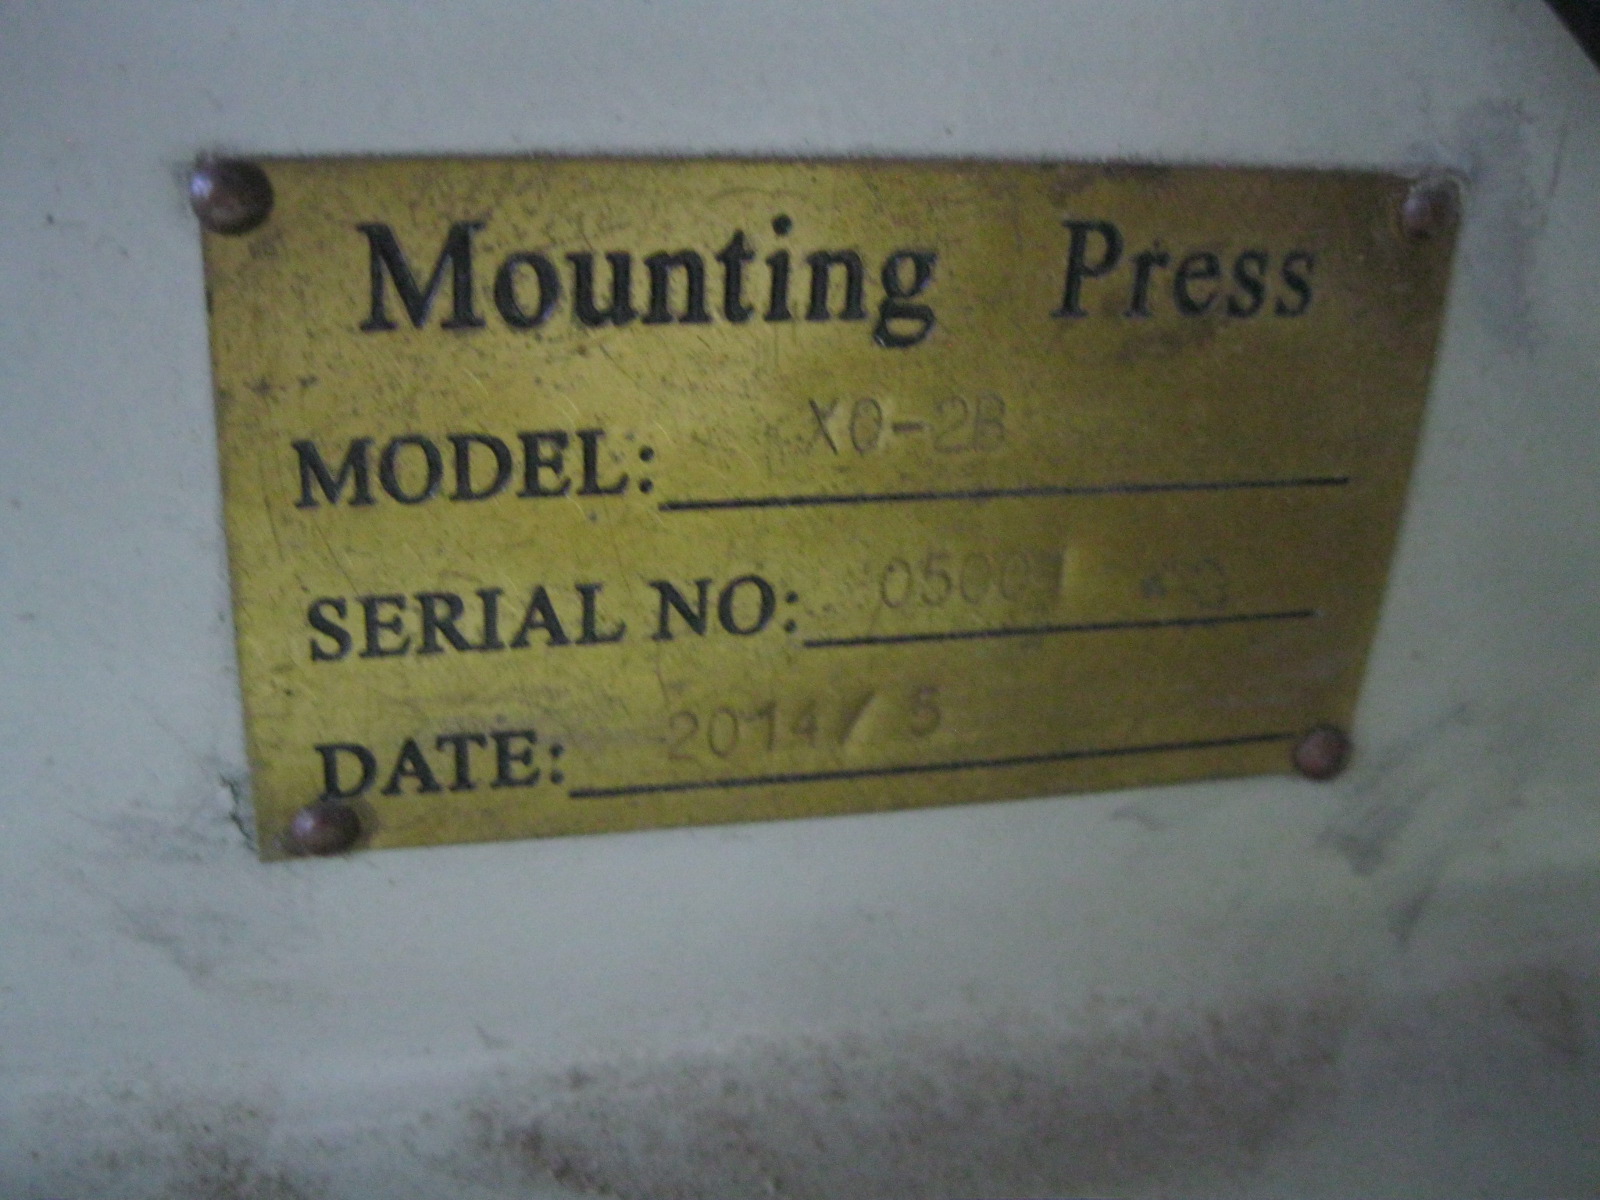 Mounting Press
MODEL: XQ-2B
SERIAL NO:
DATE: 2014/5